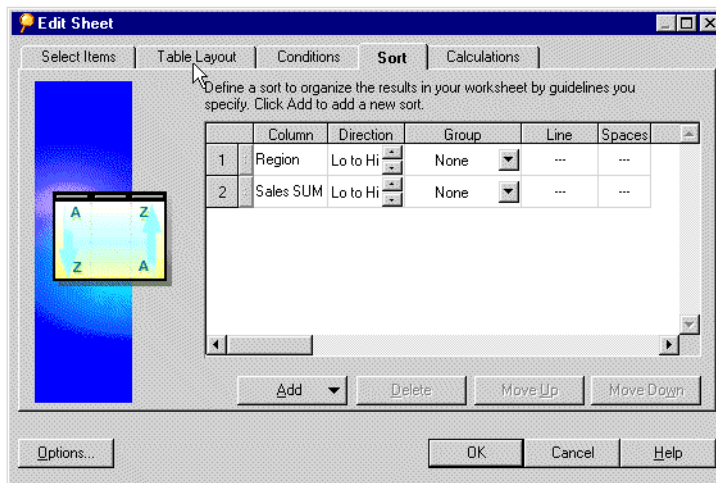 Edit Sheet
Select Items Table Layout Conditions Sort Calculations
Define a sort to organize the results in your worksheet by guidelines you
specify. Click Add to add a new sort.
Column Direction Group Line Spaces
1 Region Lo to Hi None --- ---
2 Sales SUM Lo to Hi None --- ---
A Z
Z A
Add Delete Move Up Move Down
Options... OK Cancel Help